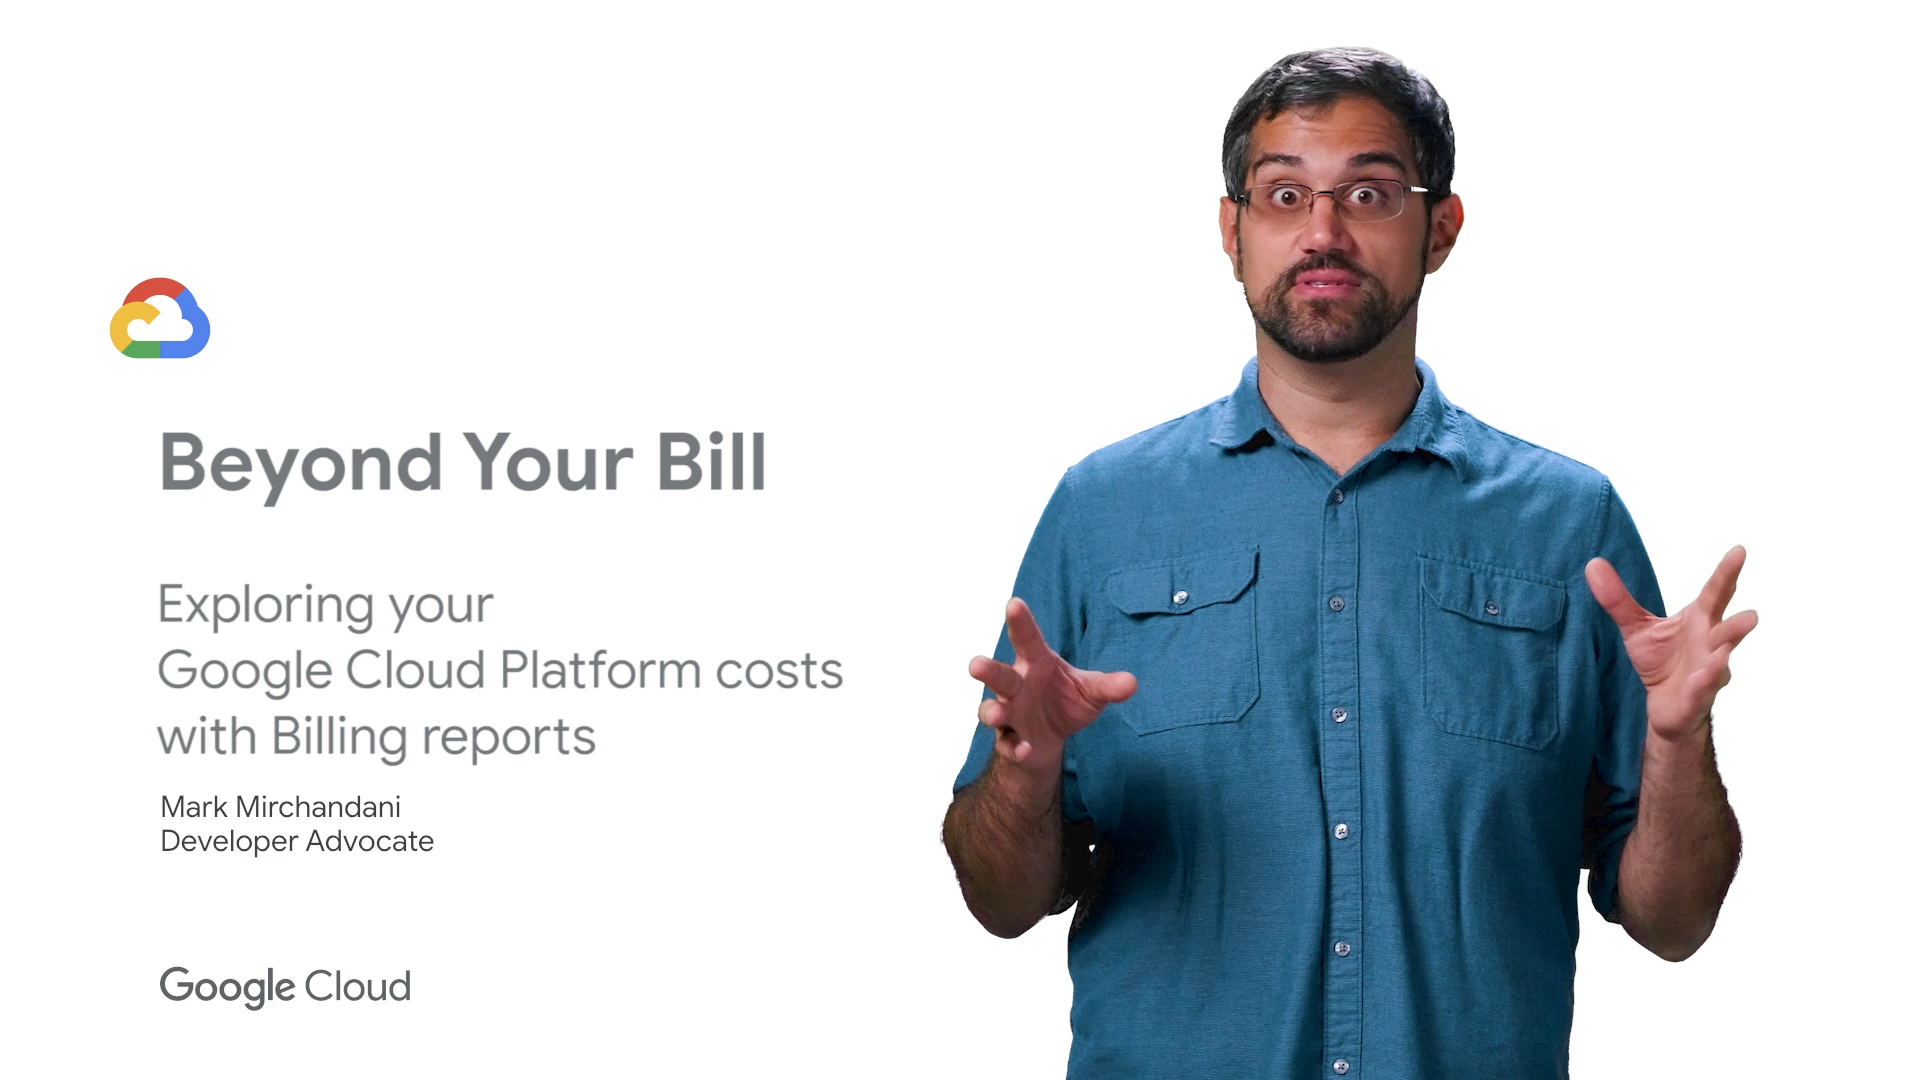 Beyond Your Bill
Exploring your
Google Cloud Platform costs
with Billing reports
Mark Mirchandani
Developer Advocate
Google Cloud